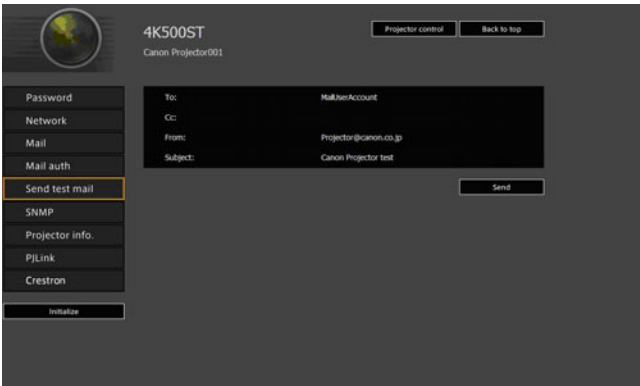 4K500ST
Projector control
Back to top
Canon Projector001
Password
Network
Mail
Mail auth
Send test mail
SNMP
Projector info.
PJLink
Crestron
Initialize
To: MailUserAccount
Cc:
From: Projector@canon.co.jp
Subject: Canon Projector test
Send